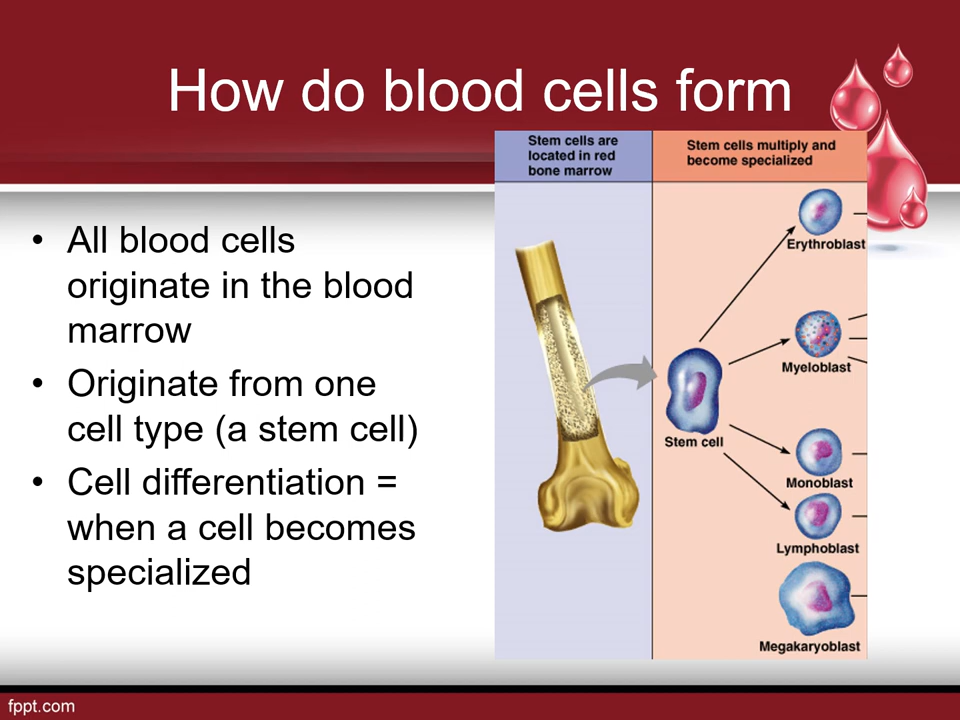 How do blood cells form
• All blood cells
originate in the blood
marrow
• Originate from one
cell type (a stem cell)
• Cell differentiation =
when a cell becomes
specialized
Stem cells are
located in red
bone marrow
Stem cells multiply and
become specialized
Erythroblast
Myeloblast
Stem cell
Monoblast
Lymphoblast
Megakaryoblast
fppt.com